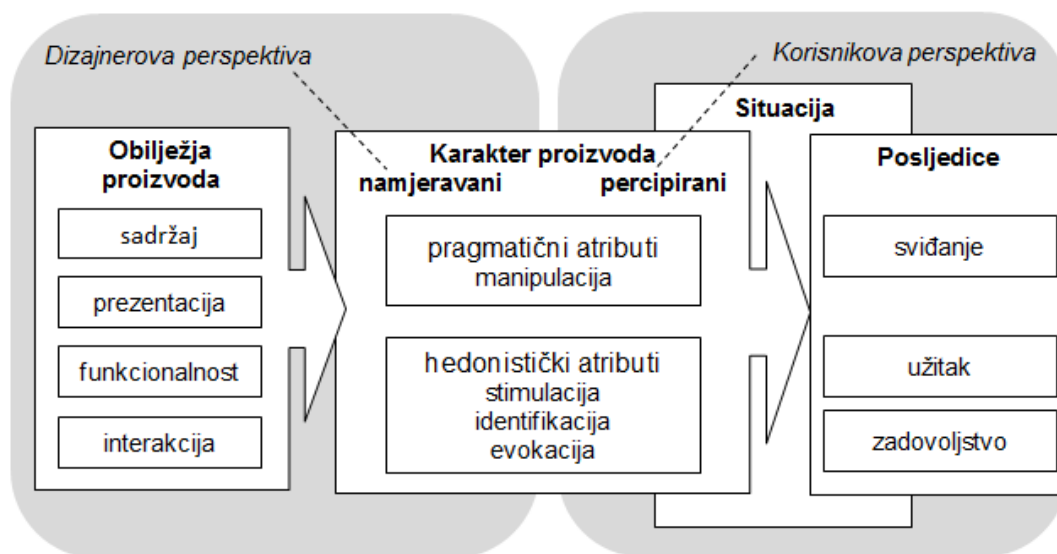 Dizajnerova perspektiva
Korisnikova perspektiva
Obilježja
proizvoda
sadržaj
prezentacija
funkcionalnost
interakcija
Karakter proizvoda
namjeravani percipirani
pragmatični atributi
manipulacija
hedonistički atributi
stimulacija
identifikacija
evokacija
Situacija
Posljedice
sviđanje
užitak
zadovoljstvo